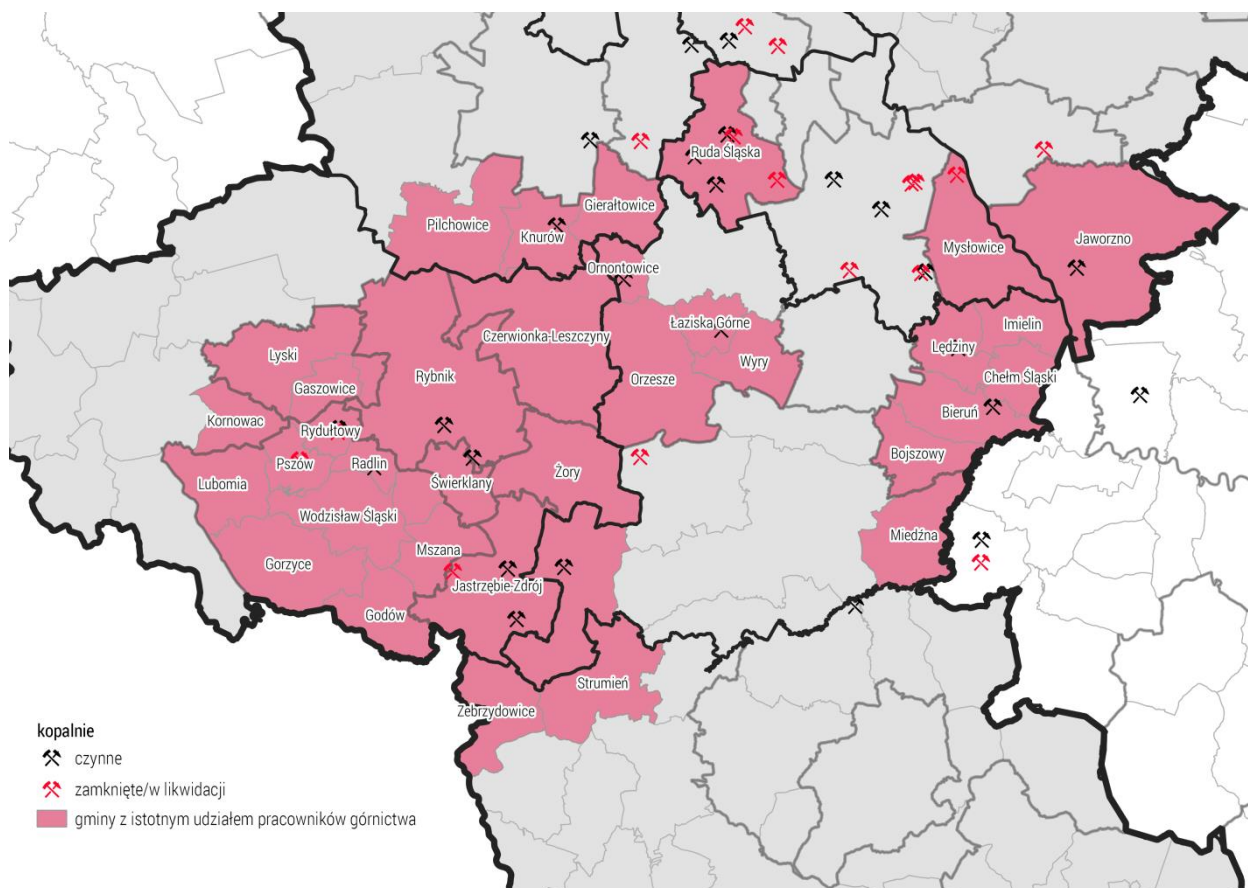 Ruda Śląska
Gierałtowice
Pilchowice
Knurów
Mysłowice
Jaworzno
Ornontowice
Łaziska Górne
Imielin
Czerwionka-Leszczyny
Lędziny
Lyski
Wyry
Chełm Śląski
Rybnik
Orzesze
Gaszowice
Kornowac
Bieruń
Rydułtowy
Bojszowy
Pszów
Radlin
Żory
Lubomia
Świerklany
Wodzisław Śląski
Miedźna
Mszana
Gorzyce
Jastrzębie-Zdrój
Godów
Strumień
Zebrzydowice
kopalnie
czynne
zamknięte/w likwidacji
gminy z istotnym udziałem pracowników górnictwa